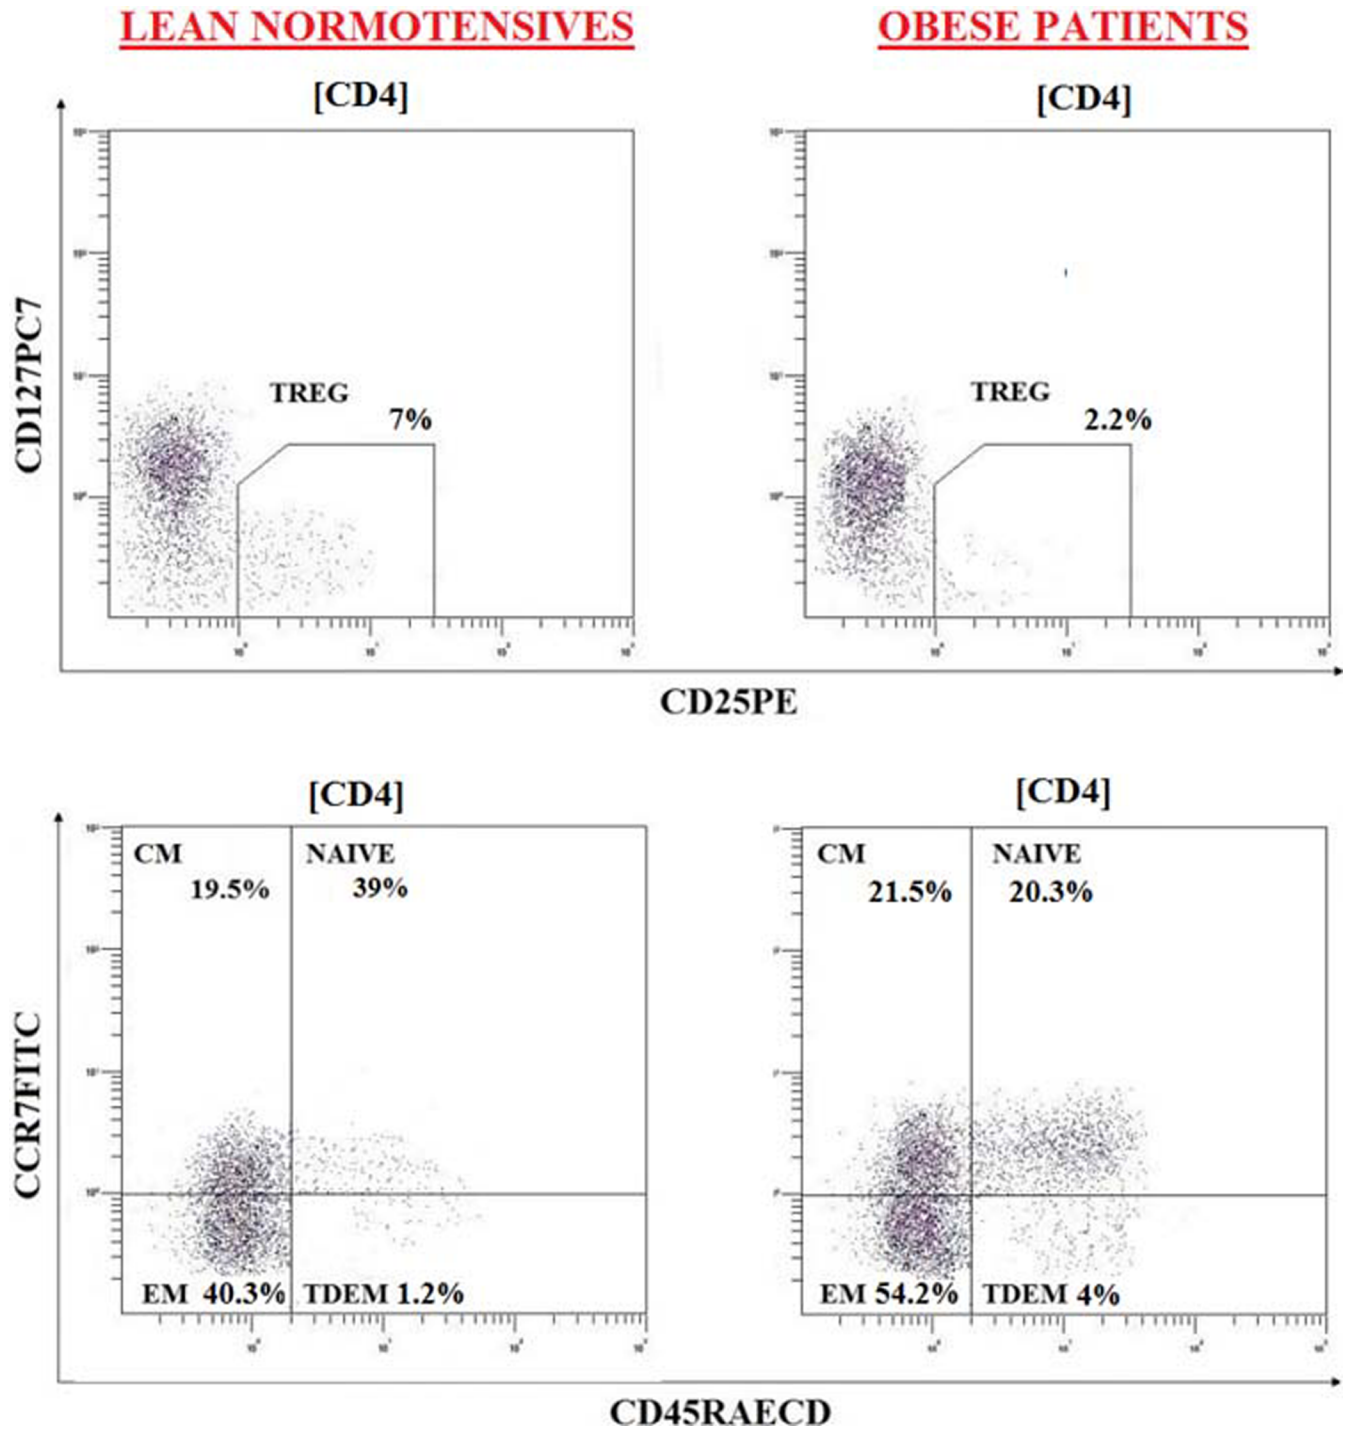 LEAN NORMOTENSIVES
OBESE PATIENTS
[CD4]
[CD4]
CD127PC7
TREG
7%
TREG
2.2%
CD25PE
[CD4]
[CD4]
CCR7FITC
CM
19.5%
NAIVE
39%
EM 40.3%
TDEM 1.2%
CM
21.5%
NAIVE
20.3%
EM 54.2%
TDEM 4%
CD45RAECD